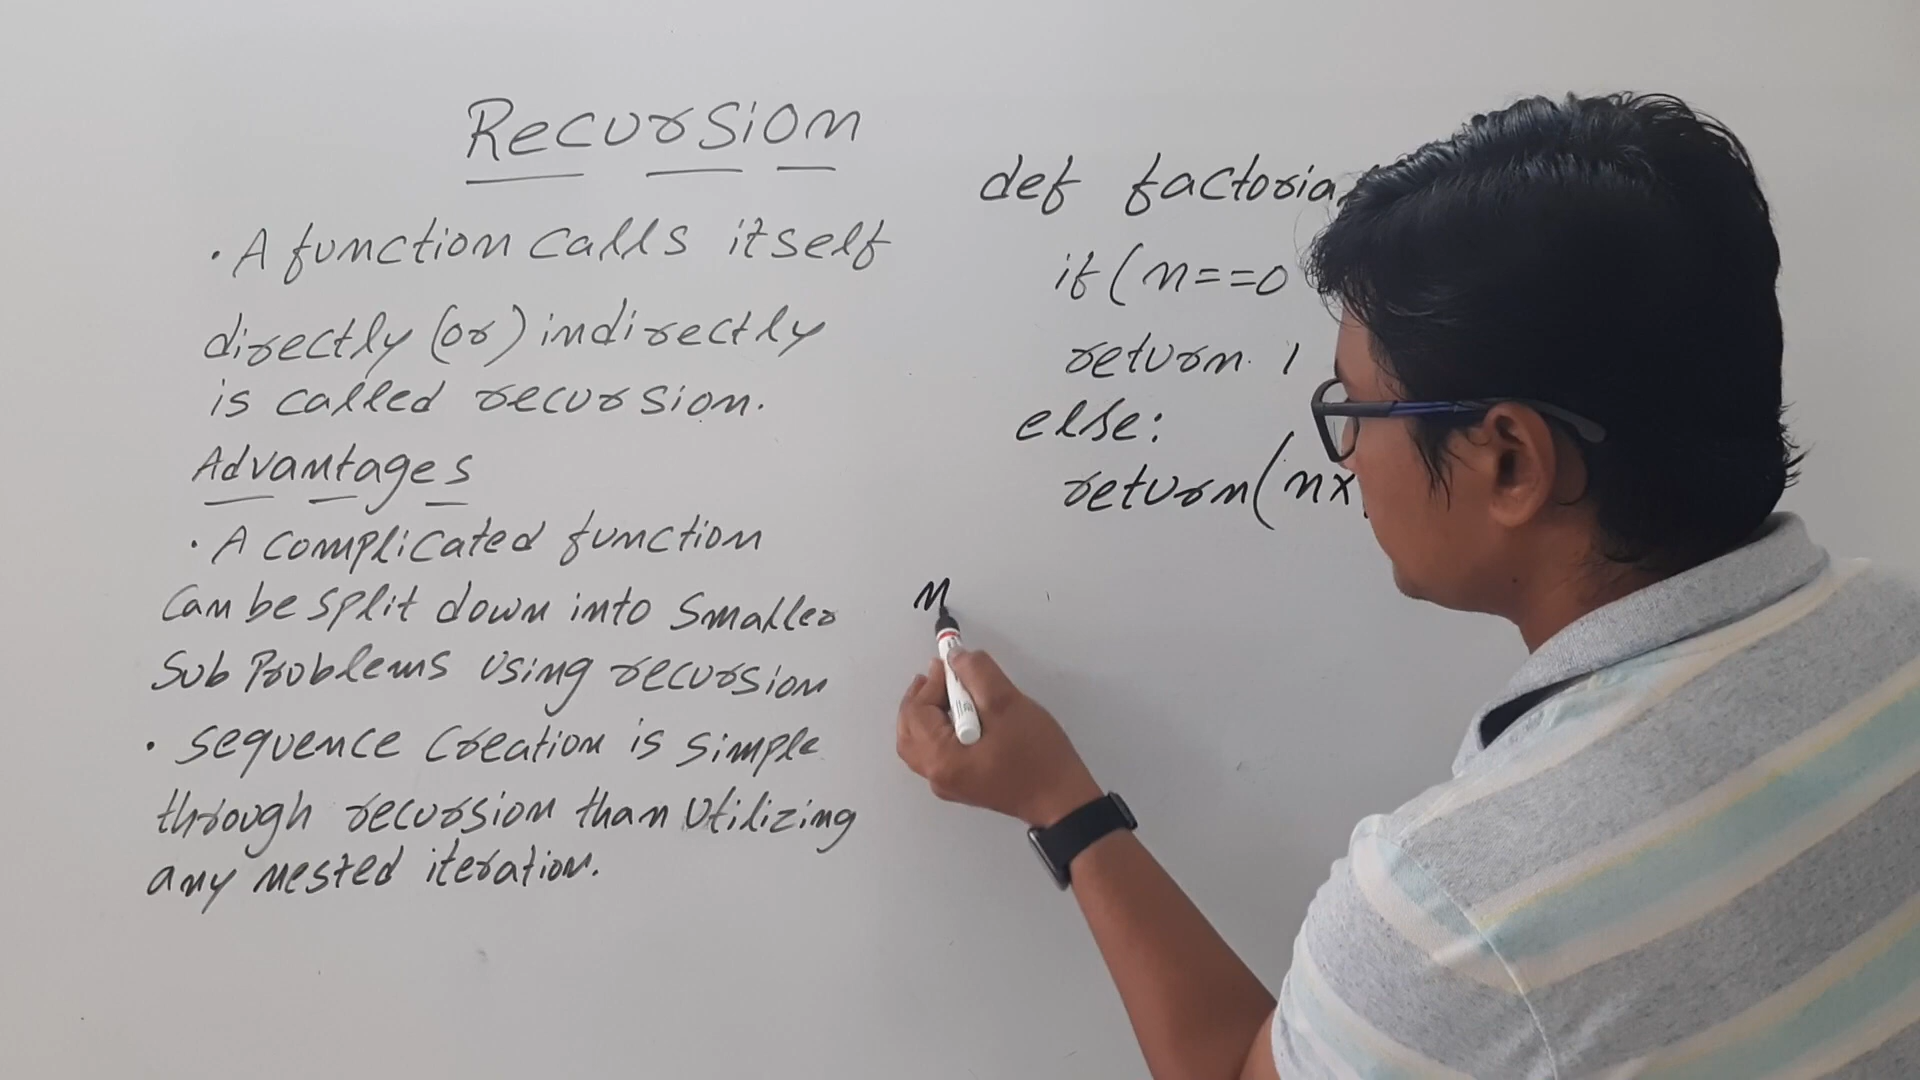 Recursion
• A function calls itself
directly (or) indirectly
is called recursion.
Advantages
• A complicated function
Can be split down into smaller
Sub Problems using recursion
• sequence creation is simple
through recursion than utilizing
any nested iteration.
def factoria
if (n==0
return 1
else:
return(nx
n